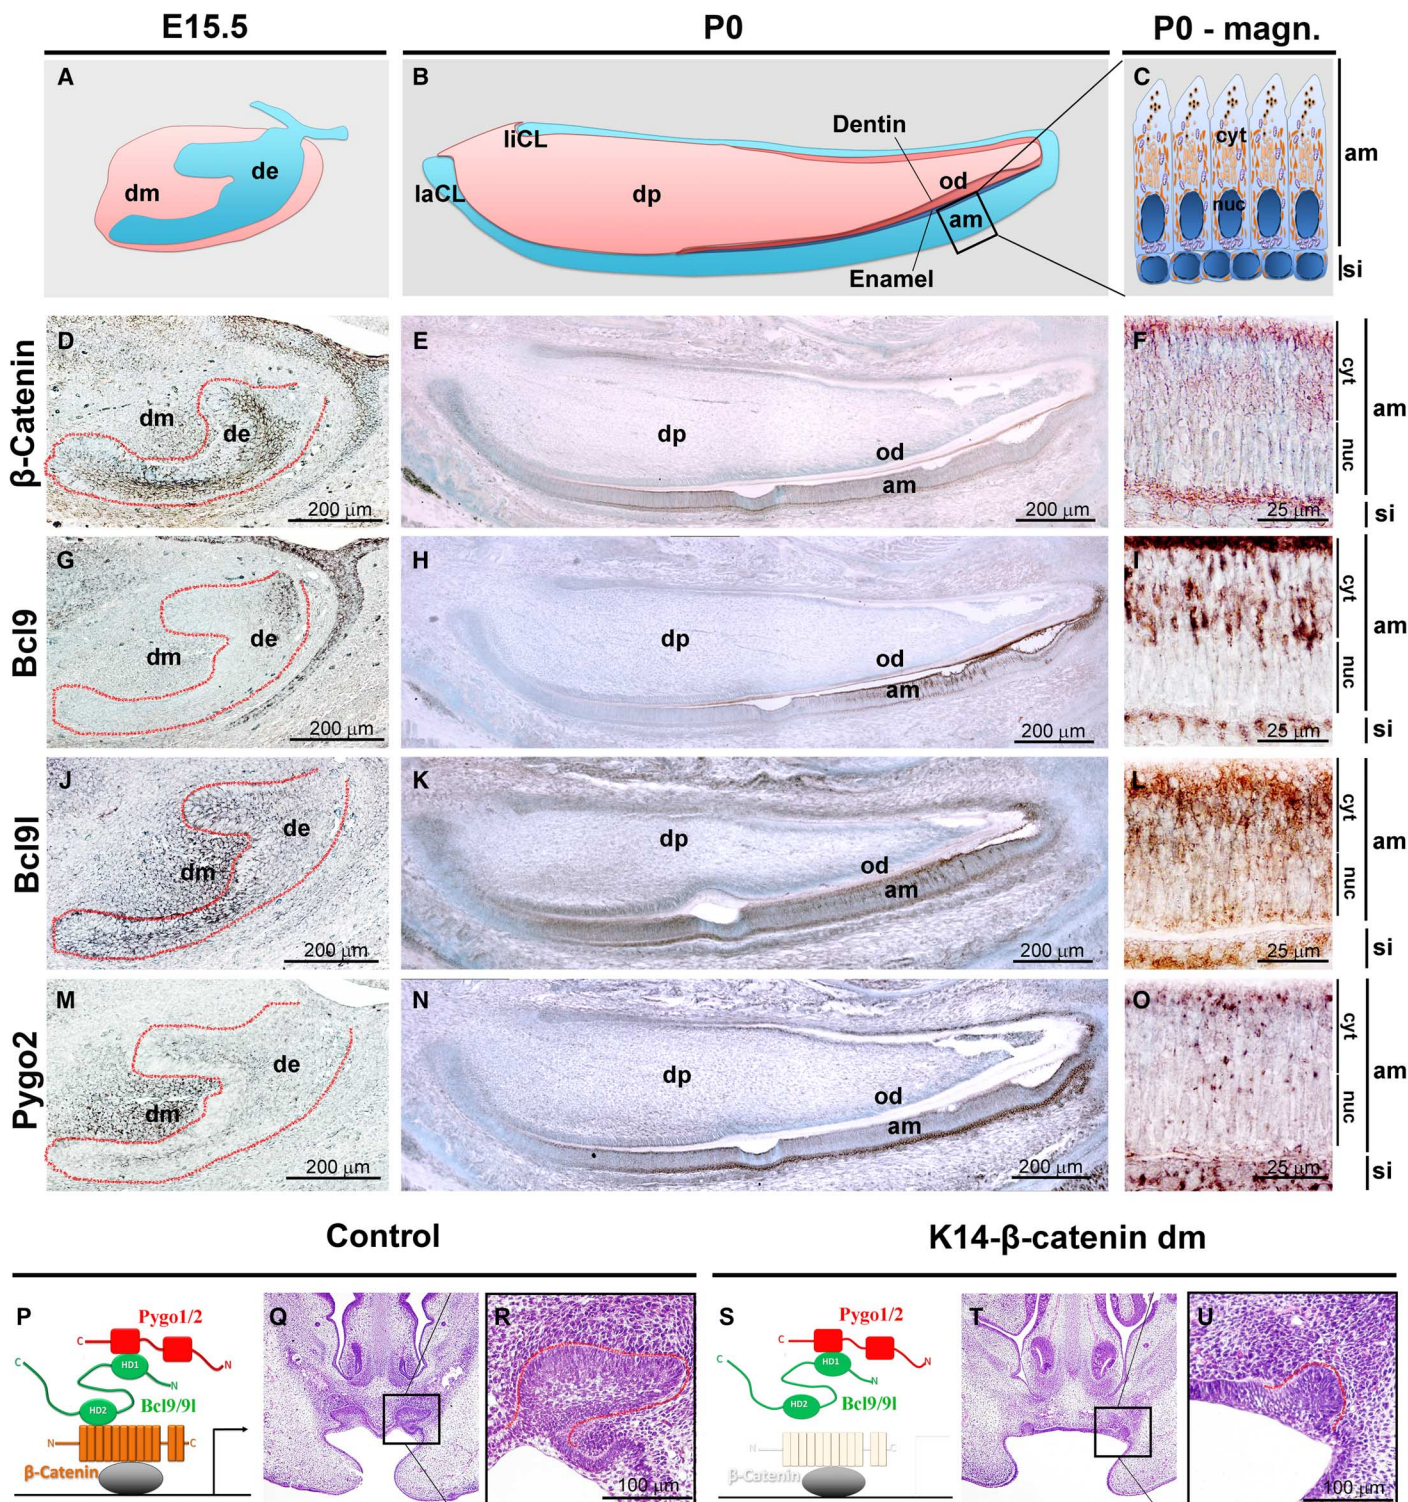 E15.5
P0
P0 - magn.
A
dm
de
B
liCL
laCL
dp
Dentin
od
am
Enamel
C
cyt
nuc
am
si
β-Catenin
D
dm
de
200 μm
E
dp
od
am
200 μm
F
25 μm
cyt
nuc
am
si
Bcl9
G
dm
de
200 μm
H
dp
od
am
200 μm
I
25 μm
cyt
nuc
am
si
Bcl9l
J
dm
de
200 μm
K
dp
od
am
200 μm
L
25 μm
cyt
nuc
am
si
Pygo2
M
dm
de
200 μm
N
dp
od
am
200 μm
O
25 μm
cyt
nuc
am
si
Control
K14-β-catenin dm
P
Pygo1/2
C
N
C
HD1
N
Bcl9/9l
HD2
N
C
β-Catenin
Q
R
100 μm
S
Pygo1/2
C
N
C
HD1
N
Bcl9/9l
HD2
N
C
β-Catenin
T
U
100 μm